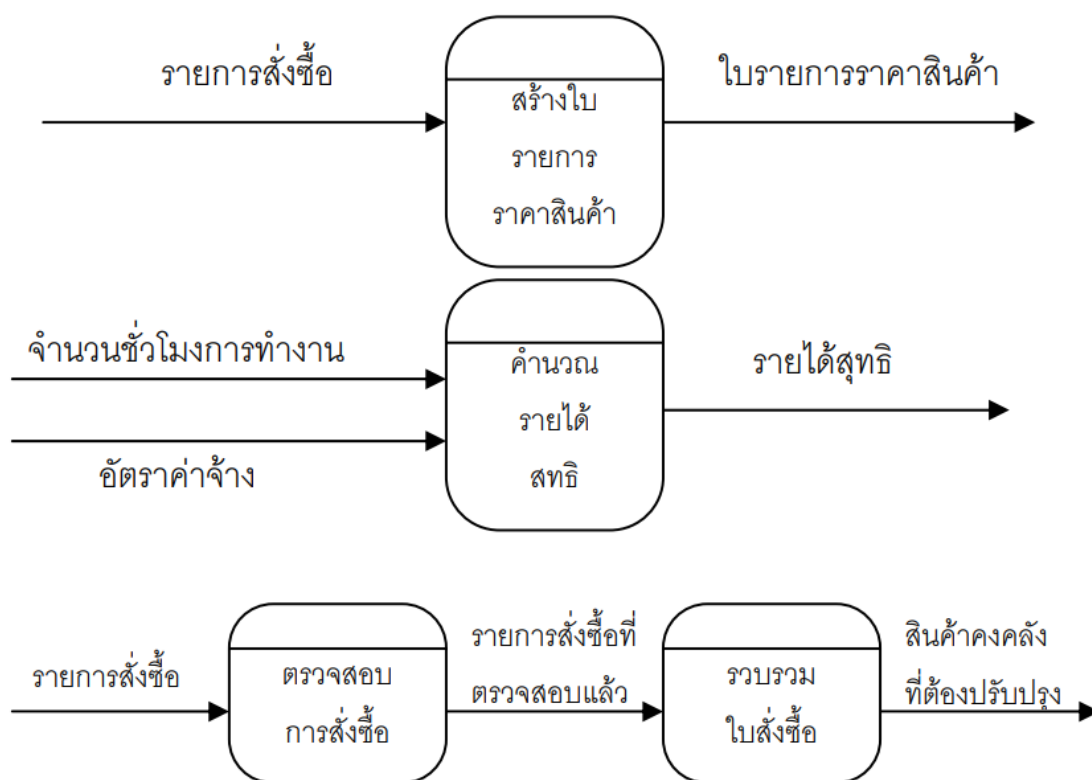 รายการสั่งซื้อ
ใบรายการราคาสินค้า
สร้างใบ
รายการ
ราคาสินค้า
จำนวนชั่วโมงการทำงาน
อัตราค่าจ้าง
คำนวณ
รายได้
สทธิ
รายได้สุทธิ
รายการสั่งซื้อ
ตรวจสอบ
การสั่งซื้อ
รายการสั่งซื้อที่
ตรวจสอบแล้ว
รวบรวม
ใบสั่งซื้อ
สินค้าคงคลัง
ที่ต้องปรับปรุง